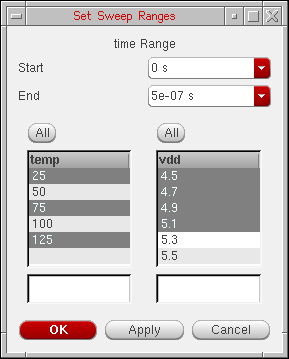 Set Sweep Ranges
time Range
Start 0 s
End 5e-07 s
All All
temp vdd
25 4.5
50 4.7
75 4.9
100 5.1
125 5.3
5.5
OK Apply Cancel